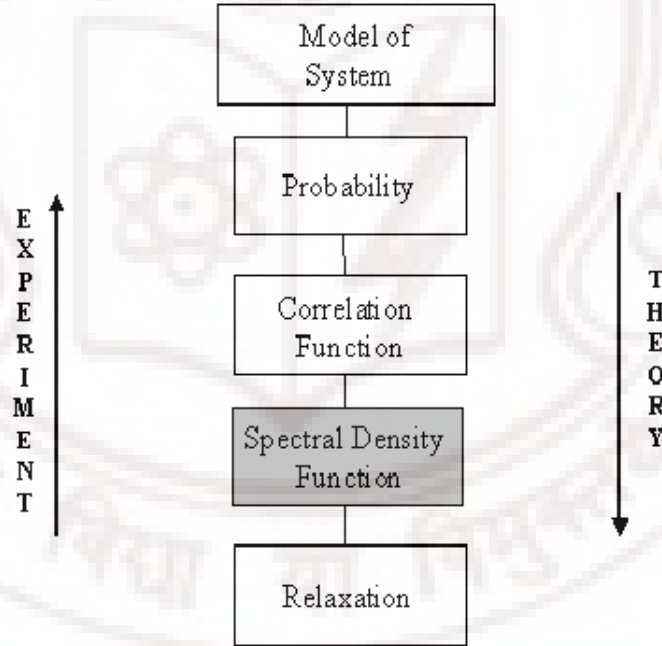 Model of
System
Probability
EXPERIMENT
THEORY
Correlation
Function
Spectral Density
Function
Relaxation